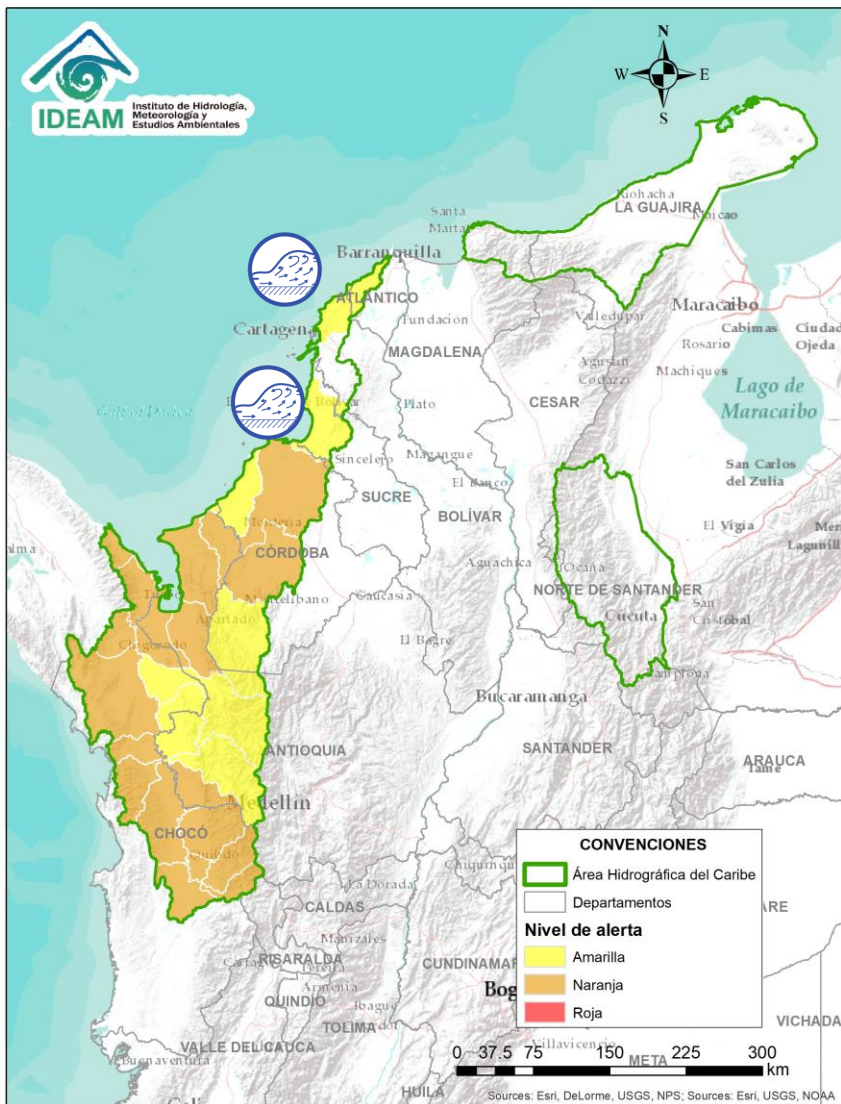 IDEAM
Instituto de Hidrología,
Meteorología y
Estudios Ambientales
N
W
E
S
Riohacha
LA GUAJIRA
Maicao
Santa
Marta
Barranquilla
ATLÁNTICO
Cartagena
Fundación
Valledupar
Maracaibo
Cabimas
Ciudad
Ojeda
Rosario
Machiques
MAGDALENA
Agustín
Codazzi
CESAR
Lago de
Maracaibo
Plato
Sincelejo
Magangué
San Carlos
del Zulia
El Banco
SUCRE
BOLÍVAR
El Vigía
Montería
CÓRDOBA
Aguachica
Ocaña
NORTE DE SANTANDER
Montelíbano
Caucasia
Apartadó
Cúcuta
San
Cristóbal
El Bagre
Chigorodó
Bucaramanga
SANTANDER
ANTIOQUIA
ARAUCA
Tame
Medellín
CHOCÓ
Quibdó
La Dorada
CALDAS
Manizales
RISARALDA
Pereira
Armenia
QUINDÍO
Ibagué
TOLIMA
CUNDINAMAR
Bog
VICHADA
Villavicencio
META
VALLE DEL CAUCA
Buenaventura
HUILA
CONVENCIONES
Área Hidrográfica del Caribe
Departamentos
Nivel de alerta
Amarilla
Naranja
Roja
0 37.5 75 150 225 300
km
Sources: Esri, DeLorme, USGS, NPS; Sources: Esri, USGS, NOAA